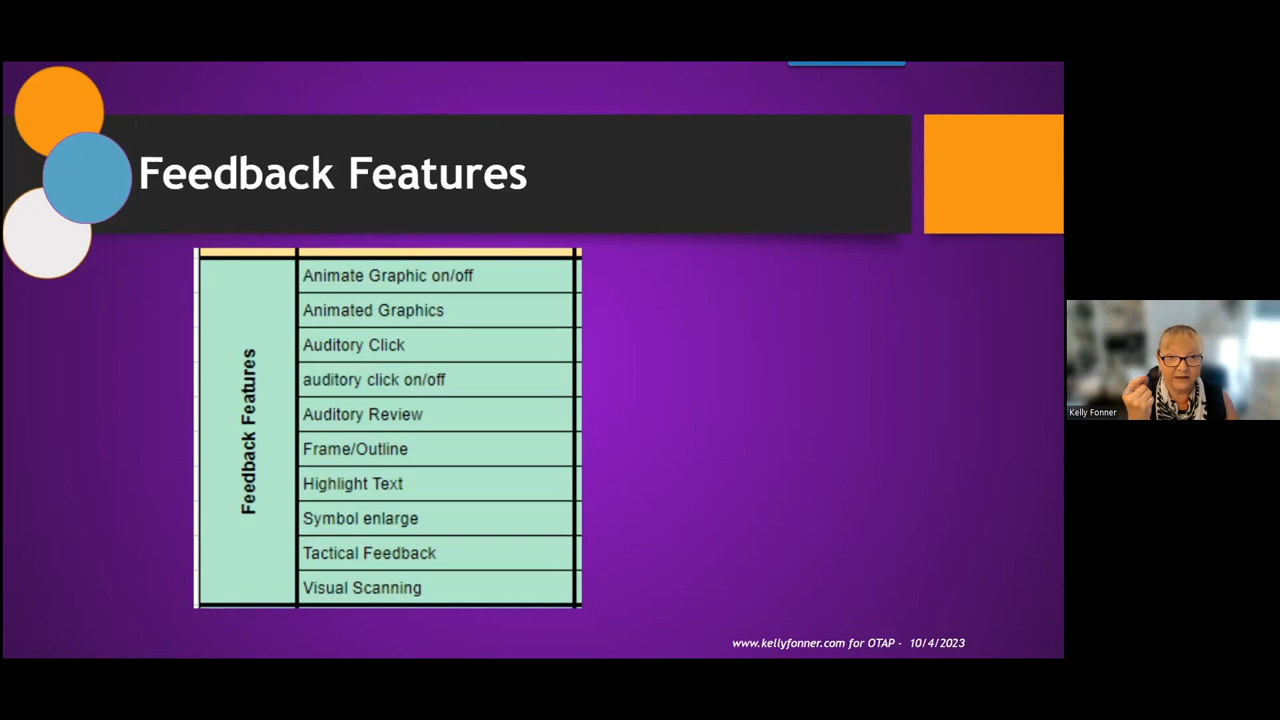 Feedback Features
Feedback Features
Animate Graphic on/off
Animated Graphics
Auditory Click
auditory click on/off
Auditory Review
Frame/Outline
Highlight Text
Symbol enlarge
Tactical Feedback
Visual Scanning
www.kellyfonner.com for OTAP - 10/4/2023
Kelly Fonner